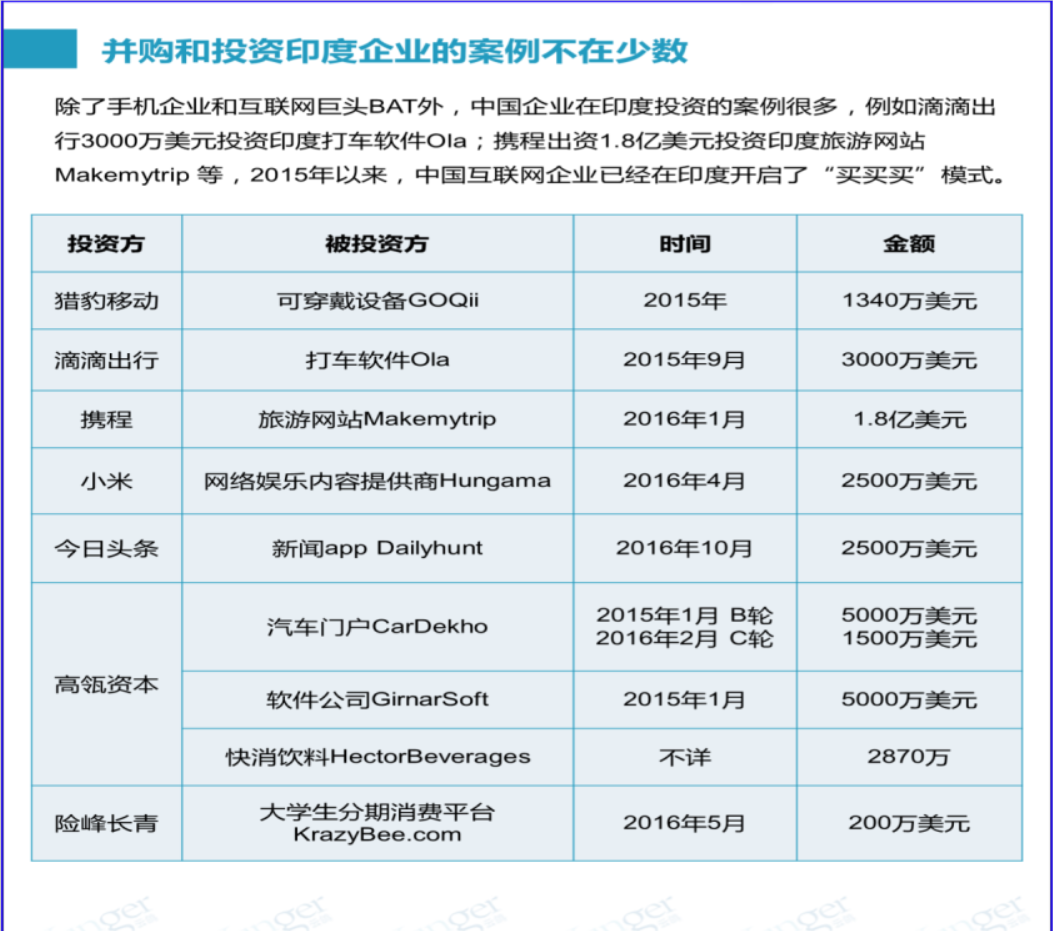 并购和投资印度企业的案例不在少数
除了手机企业和互联网巨头BAT外，中国企业在印度投资的案例很多，例如滴滴出
行3000万美元投资印度打车软件Ola；携程出资1.8亿美元投资印度旅游网站
Makemytrip 等，2015年以来，中国互联网企业已经在印度开启了“买买买”模式。
投资方 被投资方 时间 金额
猎豹移动 可穿戴设备GOQii 2015年 1340万美元
滴滴出行 打车软件Ola 2015年9月 3000万美元
携程 旅游网站Makemytrip 2016年1月 1.8亿美元
小米 网络娱乐内容提供商Hungama 2016年4月 2500万美元
今日头条 新闻app Dailyhunt 2016年10月 2500万美元
高瓴资本 汽车门户CarDekho 2015年1月 B轮 5000万美元
2016年2月 C轮 1500万美元
软件公司GirnarSoft 2015年1月 5000万美元
快消饮料HectorBeverages 不详 2870万
险峰长青 大学生分期消费平台 2016年5月 200万美元
KrazyBee.com